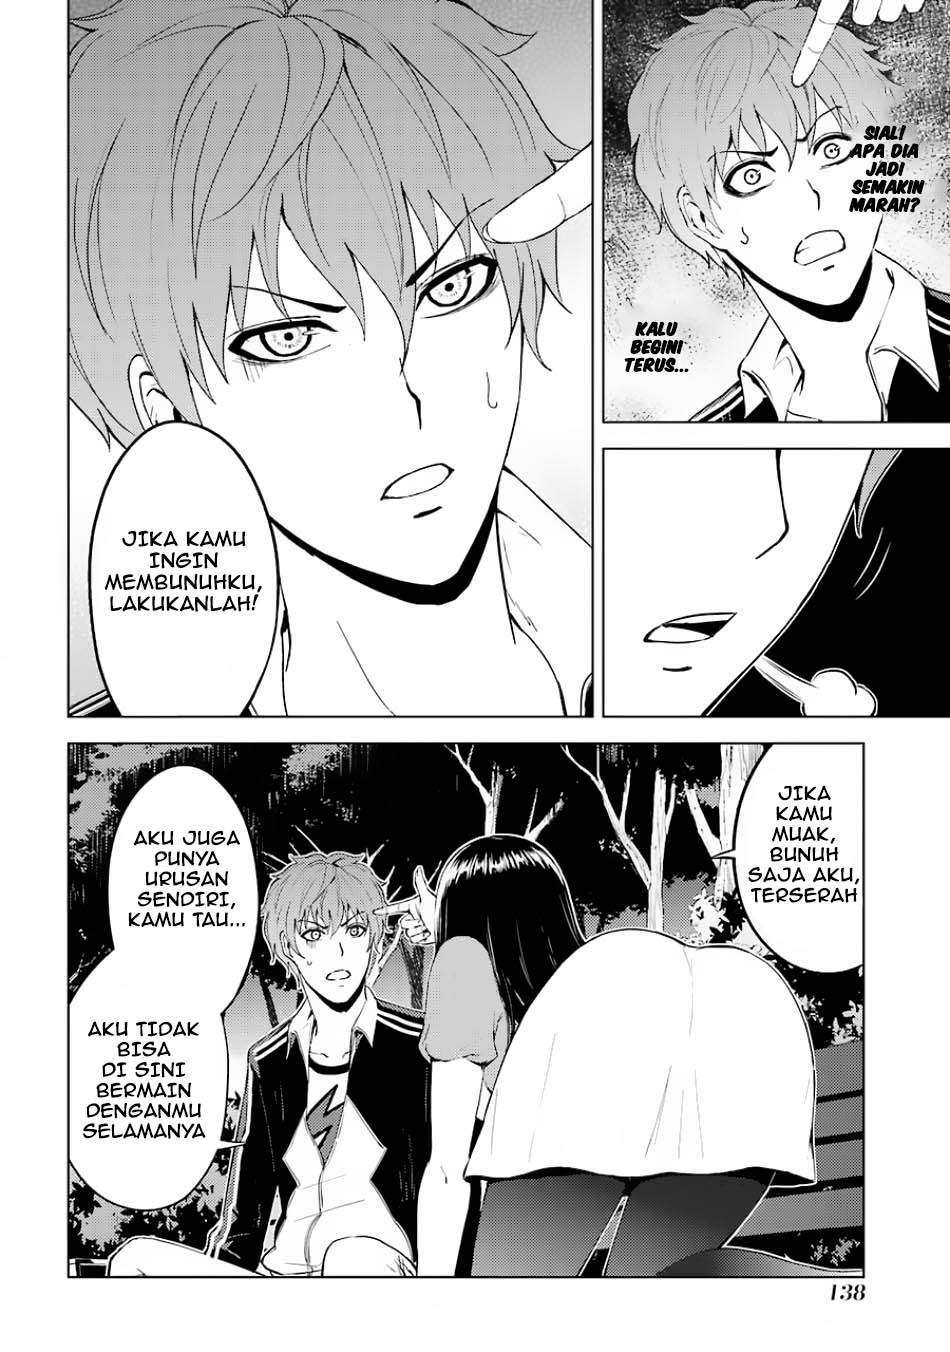 SIALI
APA DIA
JADI
SEMAKIN
MARAH?
KALU
BEGINI
TERUS...
JIKA KAMU
INGIN
MEMBUNUHKU,
LAKUKANLAH!
JIKA
KAMU
MUAK,
BUNUH
SAJA AKU,
TERSERAH
AKU JUGA
PUNYA
URUSAN
SENDIRI,
KAMU TAU...
AKU TIDAK
BISA
DI SINI
BERMAIN
DENGANMU
SELAMANYA
138